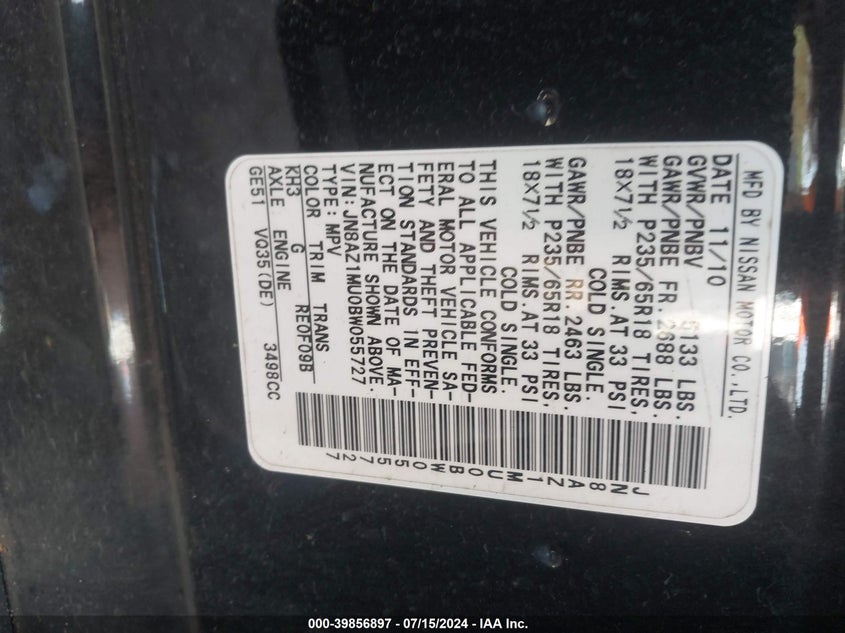 MFD BY NISSAN MOTOR CO.,LTD.
DATE 11/10
GVWR/PNBV 5133 LBS.
GAWR/PNBE FR. 2688 LBS.
WITH P235/65R18 TIRES,
18X7½ RIMS AT 33 PSI
COLD SINGLE.
GAWR/PNBE RR. 2463 LBS.
WITH P235/65R18 TIRES,
18X7½ RIMS AT 33 PSI
COLD SINGLE.
THIS VEHICLE CONFORMS
TO ALL APPLICABLE FED-
ERAL MOTOR VEHICLE SA-
FETY AND THEFT PREVEN-
TION STANDARDS IN EFF-
ECT ON THE DATE OF MA-
NUFACTURE SHOWN ABOVE.
VIN: JN8AZ1MU0BW055727
TYPE: MPV
COLOR TRIM TRANS
KH3 G RE0F09B
AXLE ENGINE
GE51 VQ35(DE) 3498CC
JN8AZ1MU0BW055727
000-39856897 - 07/15/2024 - IAA Inc.